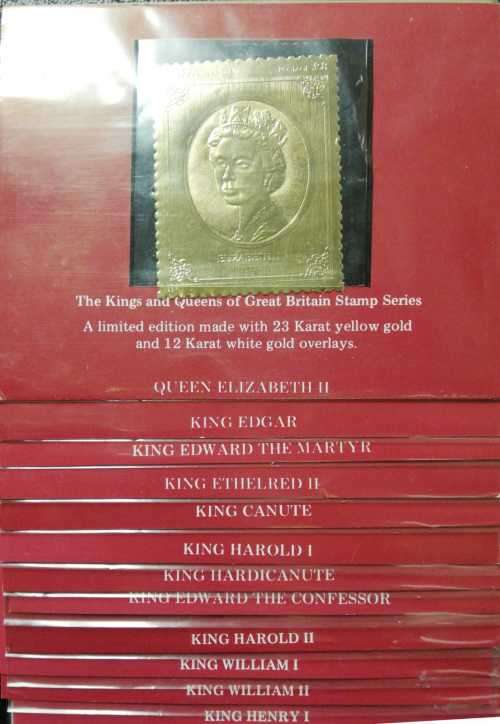 The Kings and Queens of Great Britain Stamp Series
A limited edition made with 23 Karat yellow gold
and 12 Karat white gold overlays.
QUEEN ELIZABETH II
KING EDGAR
KING EDWARD THE MARTYR
KING ETHELRED II
KING CANUTE
KING HAROLD I
KING HARDICANUTE
KING EDWARD THE CONFESSOR
KING HAROLD II
KING WILLIAM I
KING WILLIAM II
KING HENRY I